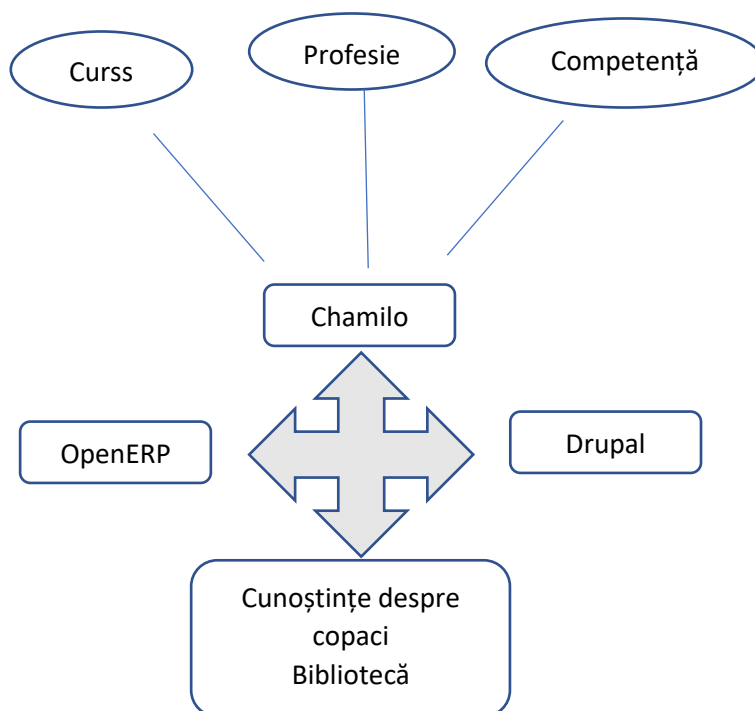 Curss
Profesie
Competență
Chamilo
OpenERP
Drupal
Cunoștințe despre
copaci
Bibliotecă